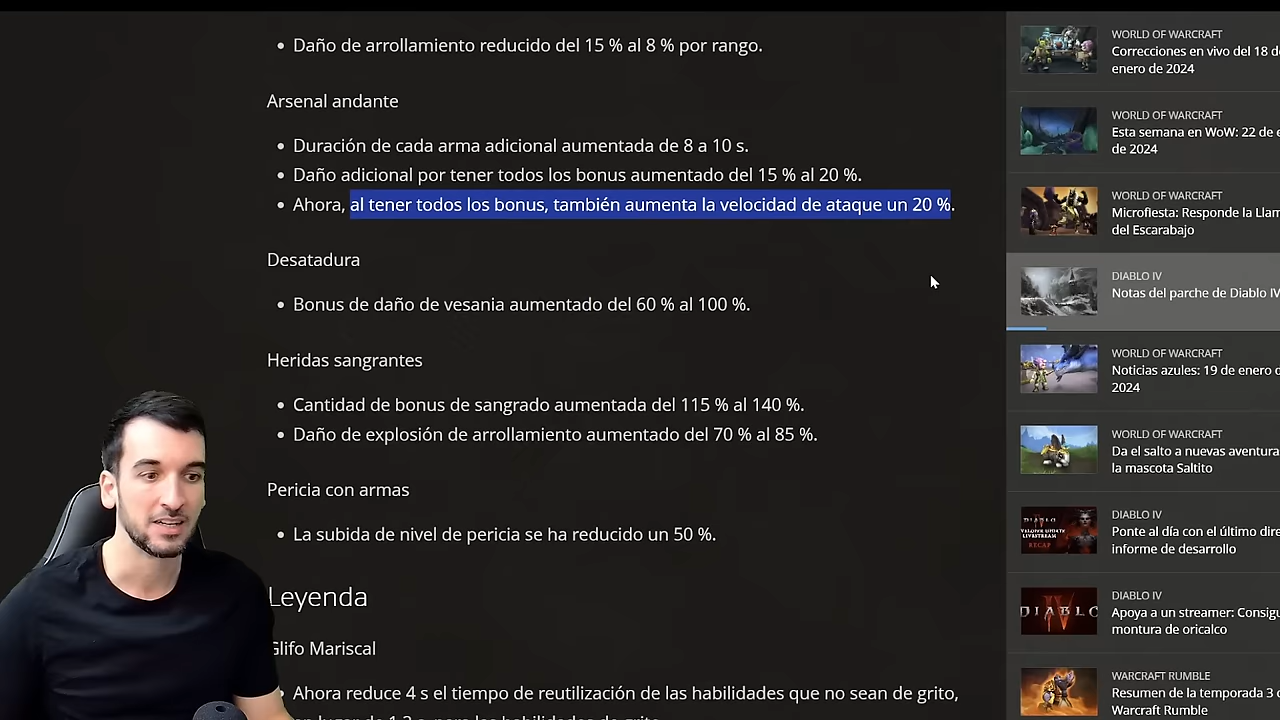 Daño de arrollamiento reducido del 15 % al 8 % por rango.
Arsenal andante
Duración de cada arma adicional aumentada de 8 a 10 s.
Daño adicional por tener todos los bonus aumentado del 15 % al 20 %.
Ahora, al tener todos los bonus, también aumenta la velocidad de ataque un 20 %.
Desatadura
Bonus de daño de vesania aumentado del 60 % al 100 %.
Heridas sangrantes
Cantidad de bonus de sangrado aumentada del 115 % al 140 %.
Daño de explosión de arrollamiento aumentado del 70 % al 85 %.
Pericia con armas
La subida de nivel de pericia se ha reducido un 50 %.
Leyenda
Glifo Mariscal
Ahora reduce 4 s el tiempo de reutilización de las habilidades que no sean de grito,
WORLD OF WARCRAFT
Correcciones en vivo del 18 de
enero de 2024
WORLD OF WARCRAFT
Esta semana en WoW: 22 de e
de 2024
WORLD OF WARCRAFT
Microfiesta: Responde la Llam
del Escarabajo
DIABLO IV
Notas del parche de Diablo IV
WORLD OF WARCRAFT
Noticias azules: 19 de enero d
2024
WORLD OF WARCRAFT
Da el salto a nuevas aventura
la mascota Saltito
DIABLO IV
Ponte al día con el último dire
informe de desarrollo
DIABLO IV
Apoya a un streamer: Consigu
montura de oricalco
WARCRAFT RUMBLE
Resumen de la temporada 3 d
Warcraft Rumble